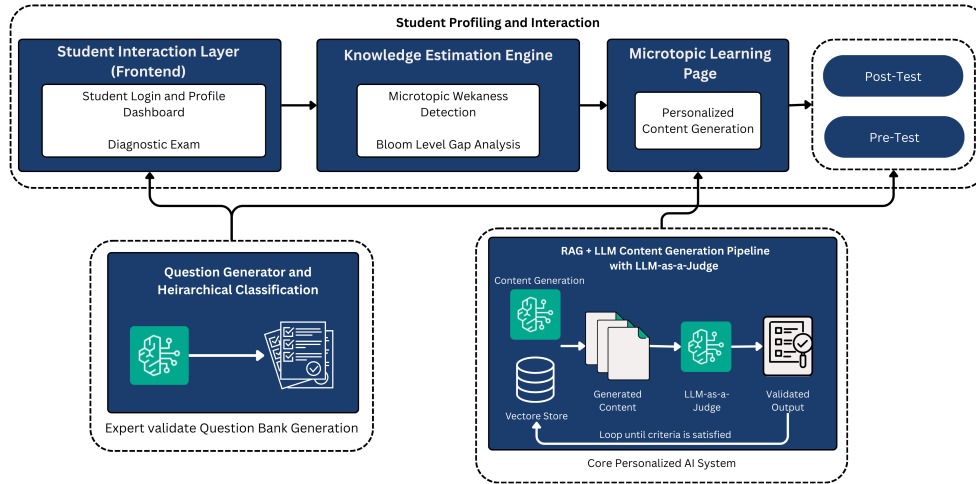 Student Profiling and Interaction
Student Interaction Layer
(Frontend)
Student Login and Profile
Dashboard
Diagnostic Exam
Knowledge Estimation Engine
Microtopic Wekaness
Detection
Bloom Level Gap Analysis
Microtopic Learning
Page
Personalized
Content Generation
Post-Test
Pre-Test
Question Generator and
Heirarchical Classification
Expert validate Question Bank Generation
RAG + LLM Content Generation Pipeline
with LLM-as-a-Judge
Content Generation
Vectore Store
Generated
Content
LLM-as-a-
Judge
Validated
Output
Loop until criteria is satisfied
Core Personalized AI System